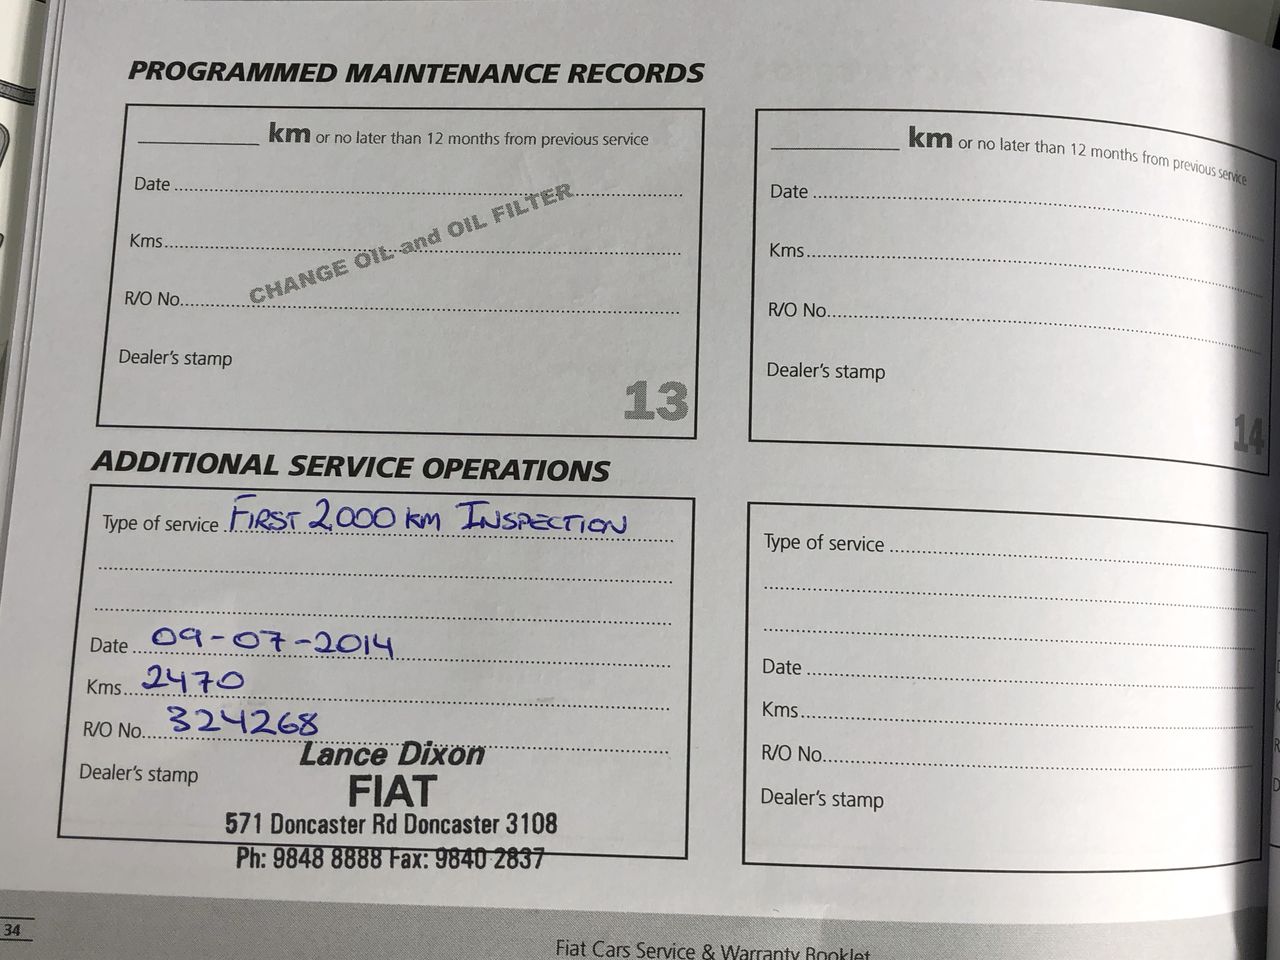 PROGRAMMED MAINTENANCE RECORDS
__________ km or no later than 12 months from previous service
Date
Kms
R/O No.
CHANGE OIL and OIL FILTER
Dealer's stamp
13
__________ km or no later than 12 months from previous service
Date
Kms
R/O No.
Dealer's stamp
14
ADDITIONAL SERVICE OPERATIONS
Type of service FIRST 2000 KM INSPECTION
Date 09-07-2014
Kms 2470
R/O No. 324268
Dealer's stamp
Lance Dixon
FIAT
571 Doncaster Rd Doncaster 3108
Ph: 9848 8888 Fax: 9840 2837
Type of service
Date
Kms
R/O No.
Dealer's stamp
34
Fiat Cars Service & Warranty Booklet